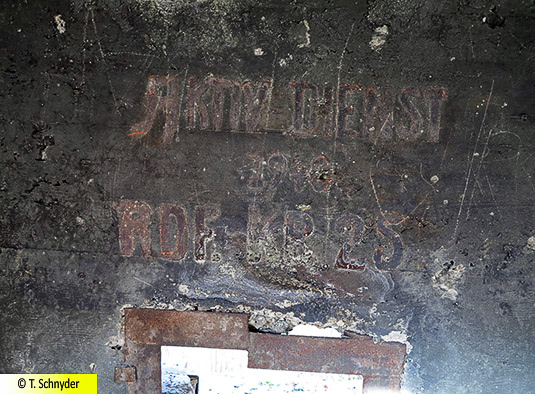 AKTIV DIENST
1940
RDF. KP. 25
© T. Schnyder